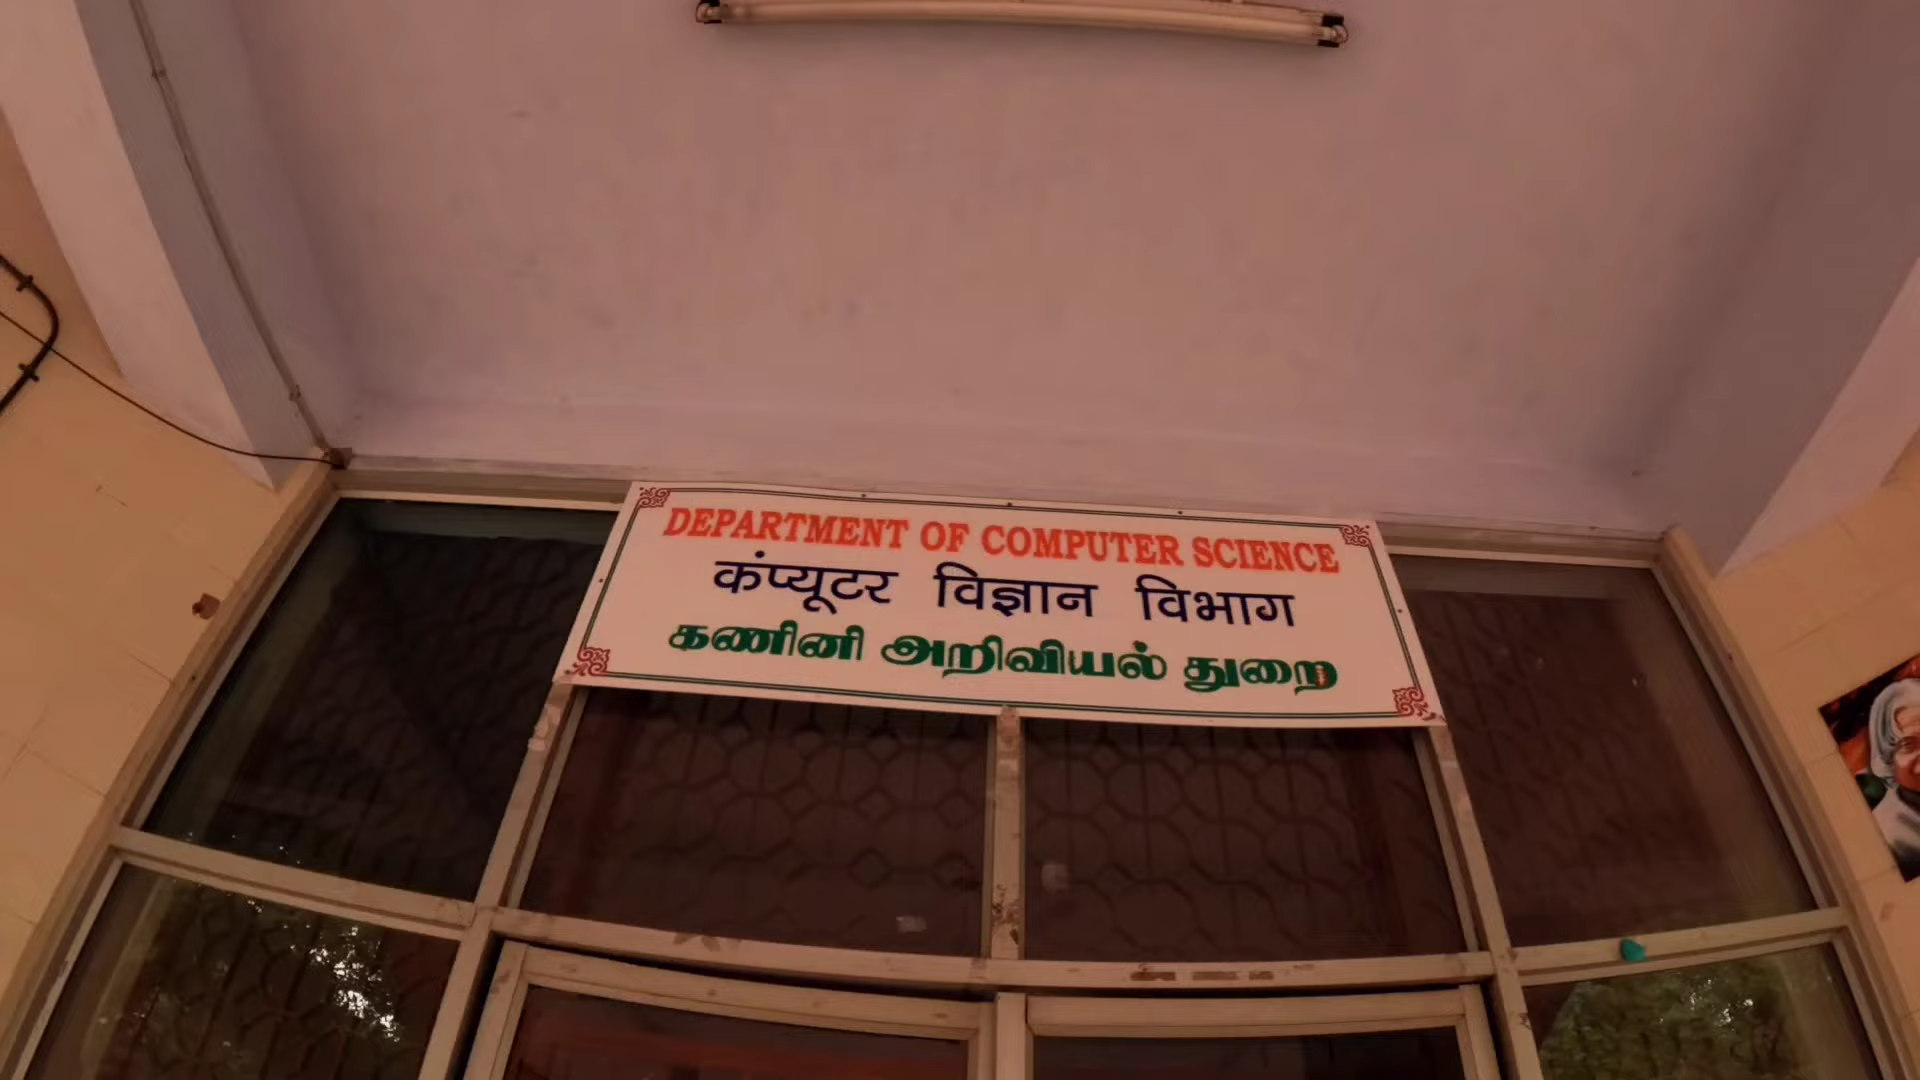 DEPARTMENT OF COMPUTER SCIENCE
कंप्यूटर विज्ञान विभाग
கணினி அறிவியல் துறை